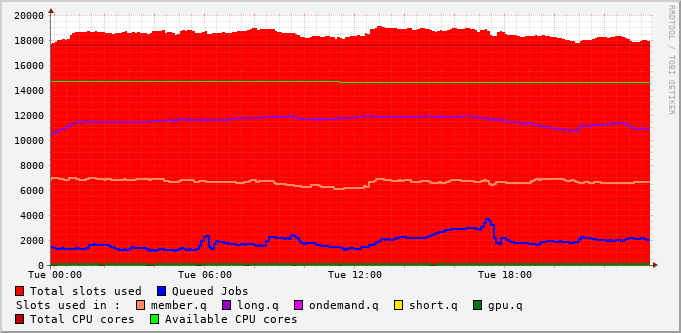 20000
18000
16000
14000
12000
10000
8000
6000
4000
2000
0
Tue 00:00 Tue 06:00 Tue 12:00 Tue 18:00
Total slots used Queued Jobs
Slots used in : member.q long.q ondemand.q short.q gpu.q
Total CPU cores Available CPU cores
RRDTOOL / TOBI OETIKER